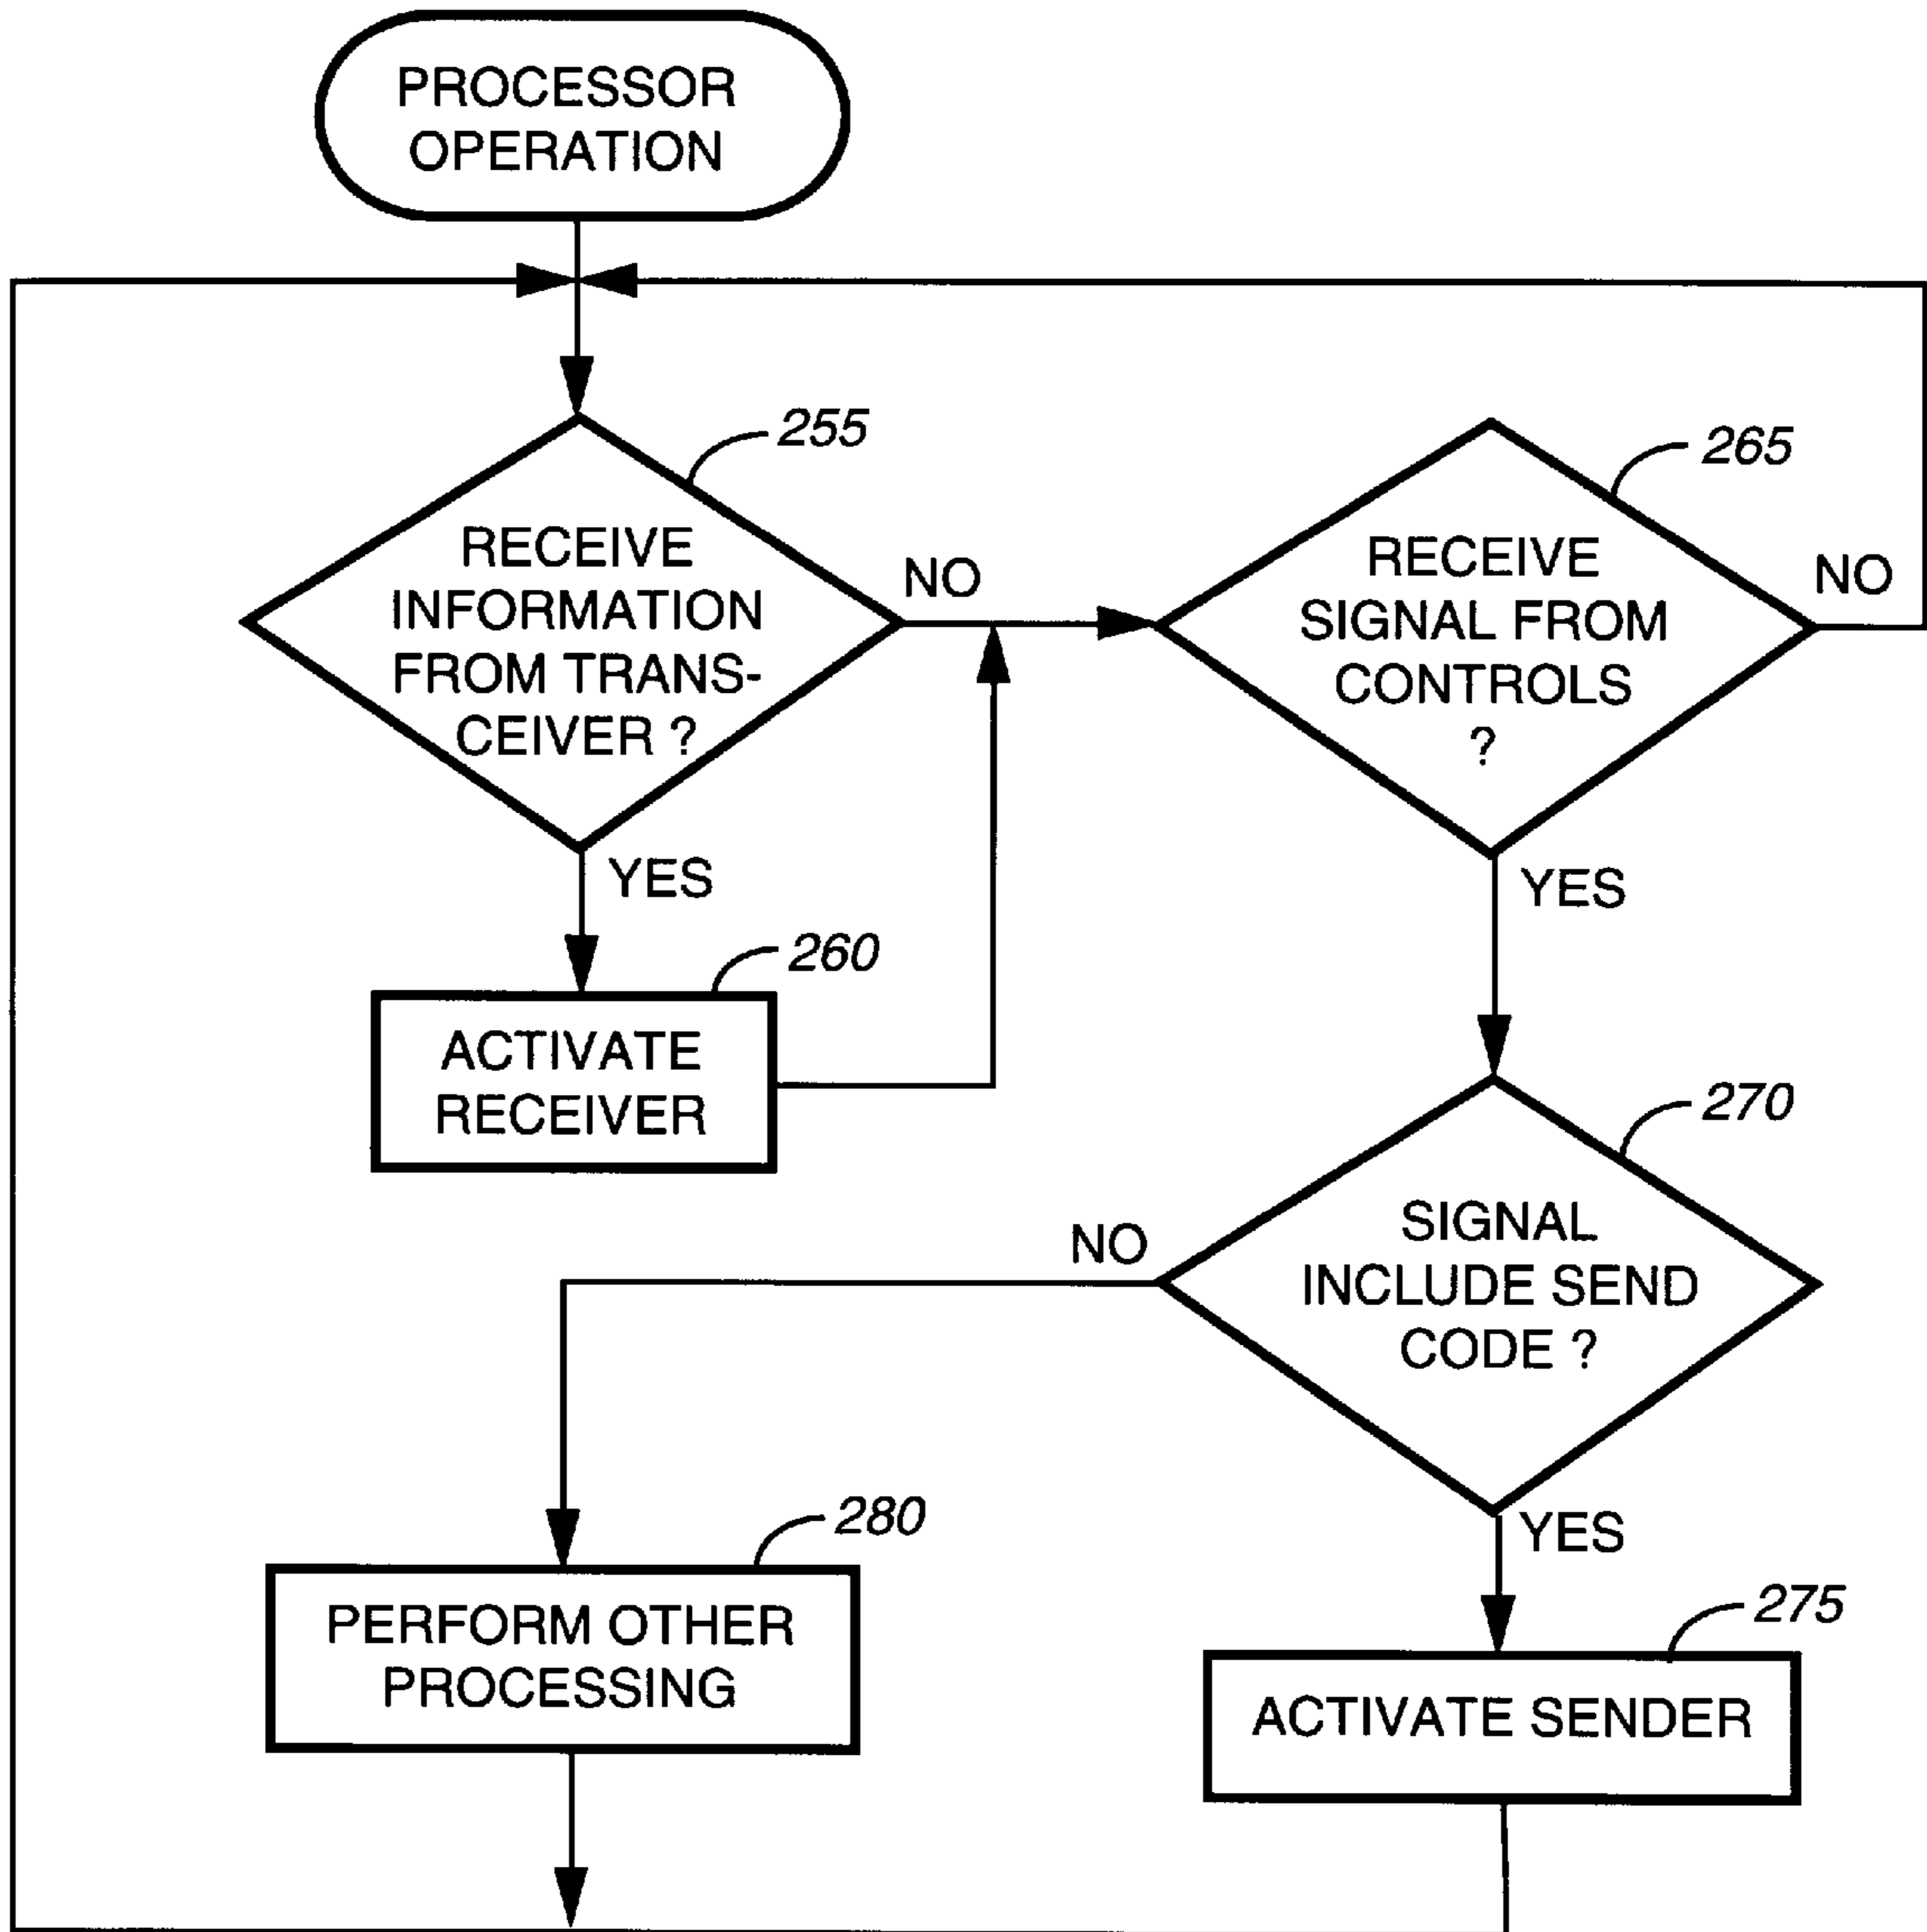 PROCESSOR
OPERATION
255
RECEIVE
INFORMATION
FROM TRANS-
CEIVER ?
NO
265
RECEIVE
SIGNAL FROM
CONTROLS
?
NO
YES
260
ACTIVATE
RECEIVER
YES
270
SIGNAL
INCLUDE SEND
CODE ?
NO
280
PERFORM OTHER
PROCESSING
YES
275
ACTIVATE SENDER